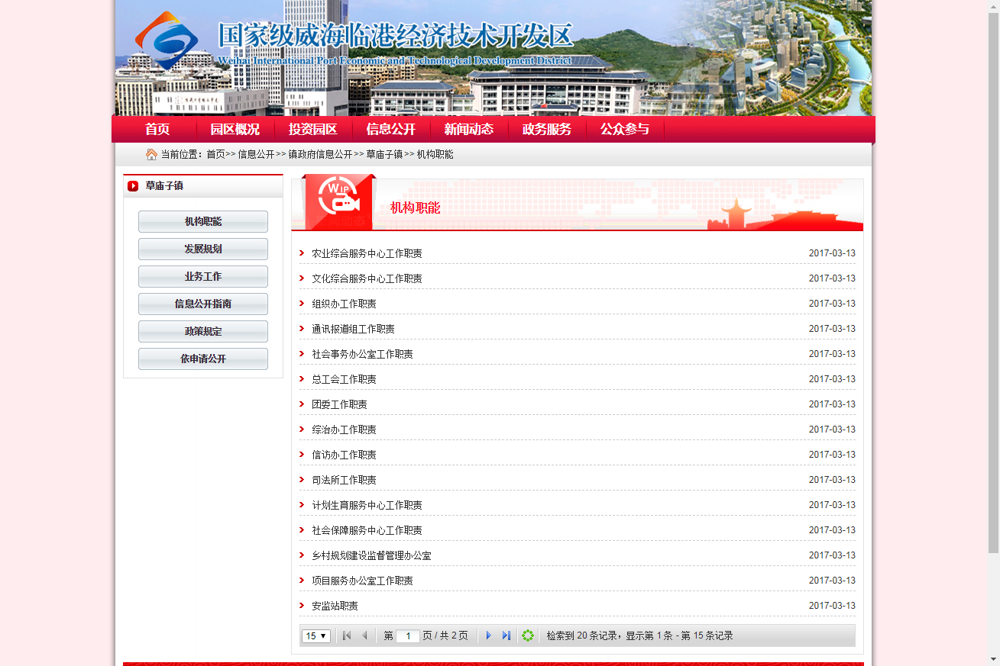 国家级威海临港经济技术开发区
Weihai International Port Economic and Technological Development District
首页 园区概况 投资园区 信息公开 新闻动态 政务服务 公众参与
当前位置：首页>> 信息公开>> 镇政府信息公开>> 草庙子镇>> 机构职能
草庙子镇
机构职能
发展规划
业务工作
信息公开指南
政策规定
依申请公开
WIP
机构职能
农业综合服务中心工作职责 2017-03-13
文化综合服务中心工作职责 2017-03-13
组织办工作职责 2017-03-13
通讯报道组工作职责 2017-03-13
社会事务办公室工作职责 2017-03-13
总工会工作职责 2017-03-13
团委工作职责 2017-03-13
综治办工作职责 2017-03-13
信访办工作职责 2017-03-13
司法所工作职责 2017-03-13
计划生育服务中心工作职责 2017-03-13
社会保障服务中心工作职责 2017-03-13
乡村规划建设监督管理办公室 2017-03-13
项目服务办公室工作职责 2017-03-13
安监站职责 2017-03-13
15 第 1 页 / 共 2 页 检索到 20 条记录，显示第 1 条 - 第 15 条记录